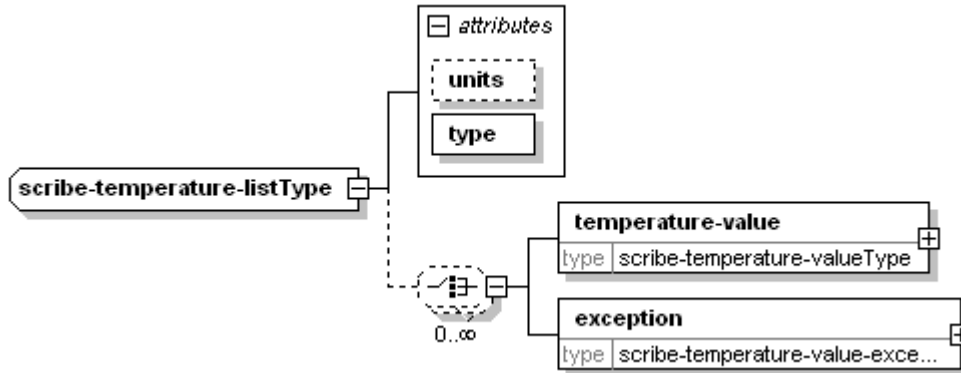 attributes
units
type
scribe-temperature-listType
temperature-value
type scribe-temperature-valueType
0..∞
exception
type scribe-temperature-value-exce...